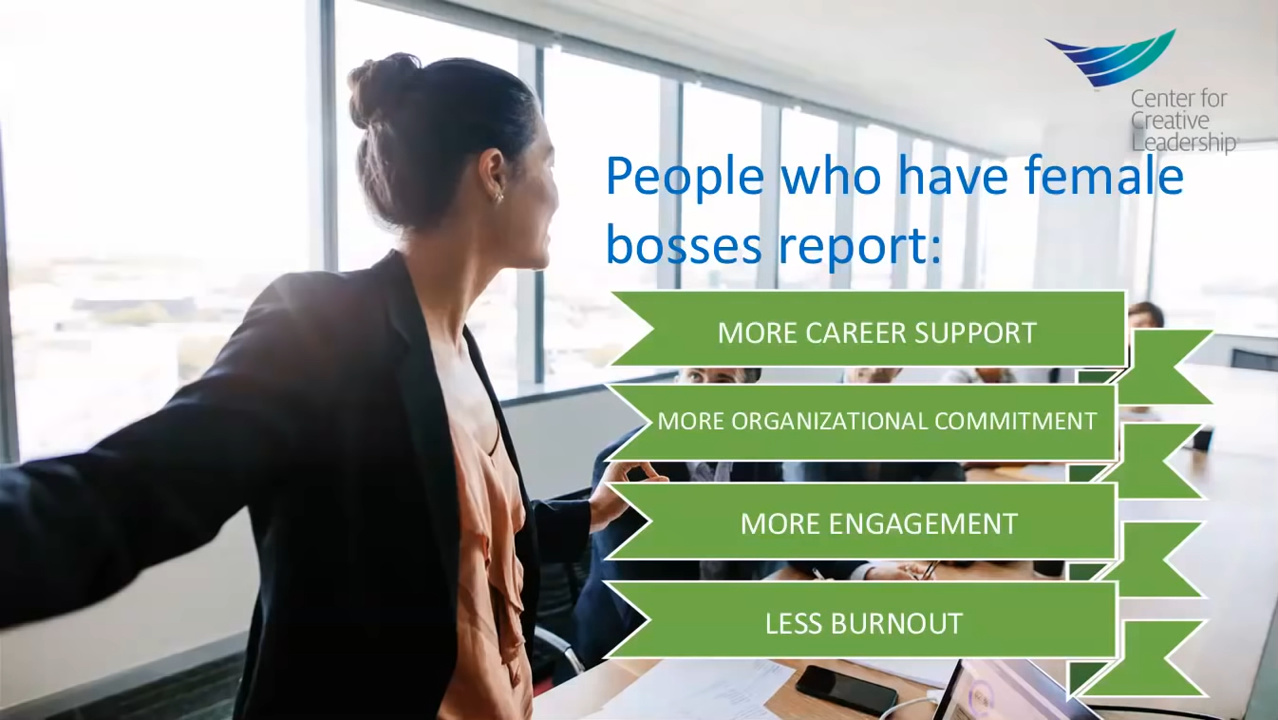 Center for
Creative
Leadership
People who have female
bosses report:
MORE CAREER SUPPORT
MORE ORGANIZATIONAL COMMITMENT
MORE ENGAGEMENT
LESS BURNOUT